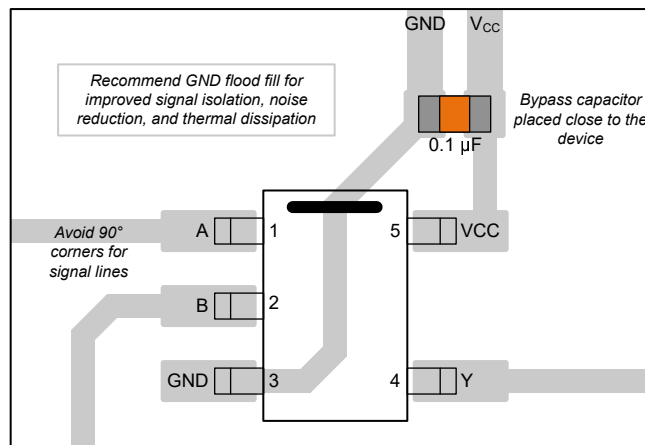 GND VCC
Recommend GND flood fill for
improved signal isolation, noise
reduction, and thermal dissipation
Bypass capacitor
placed close to the
device
0.1 µF
Avoid 90°
corners for
signal lines
A 1 5 VCC
B 2
GND 3 4 Y